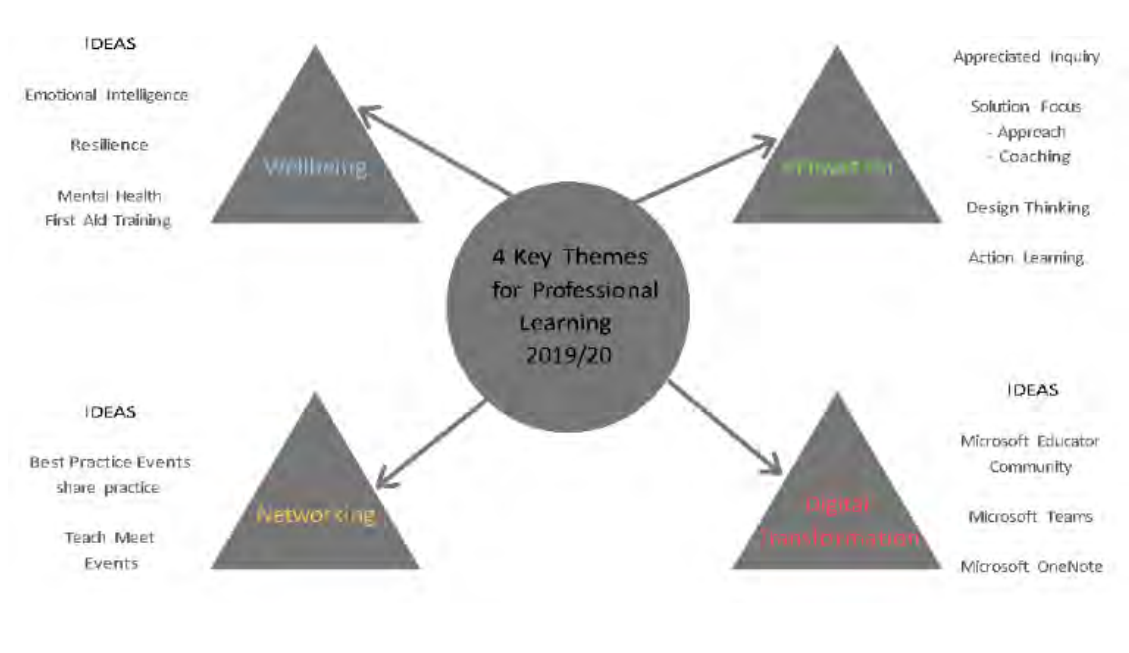 IDEAS
Emotional Intelligence
Resilience
Mental Health
First Aid Training
Wellbeing
Appreciated Inquiry
Solution Focus
- Approach
- Coaching
Design Thinking
Action Learning
4 Key Themes
for Professional
Learning
2019/20
IDEAS
Best Practice Events
share practice
Teach Meet
Events
Networking
Digital
Transformation
IDEAS
Microsoft Educator
Community
Microsoft Teams
Microsoft OneNote